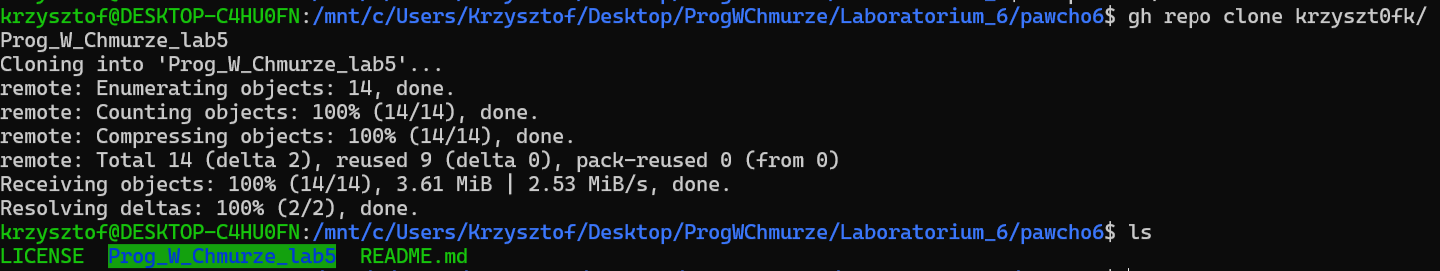 krzysztof@DESKTOP-C4HU0FN:/mnt/c/Users/Krzysztof/Desktop/ProgWChmurze/Laboratorium_6/pawcho6$ gh repo clone krzyszt0fk/
Prog_W_Chmurze_lab5
Cloning into 'Prog_W_Chmurze_lab5'...
remote: Enumerating objects: 14, done.
remote: Counting objects: 100% (14/14), done.
remote: Compressing objects: 100% (14/14), done.
remote: Total 14 (delta 2), reused 9 (delta 0), pack-reused 0 (from 0)
Receiving objects: 100% (14/14), 3.61 MiB | 2.53 MiB/s, done.
Resolving deltas: 100% (2/2), done.
krzysztof@DESKTOP-C4HU0FN:/mnt/c/Users/Krzysztof/Desktop/ProgWChmurze/Laboratorium_6/pawcho6$ ls
LICENSE  Prog_W_Chmurze_lab5  README.md